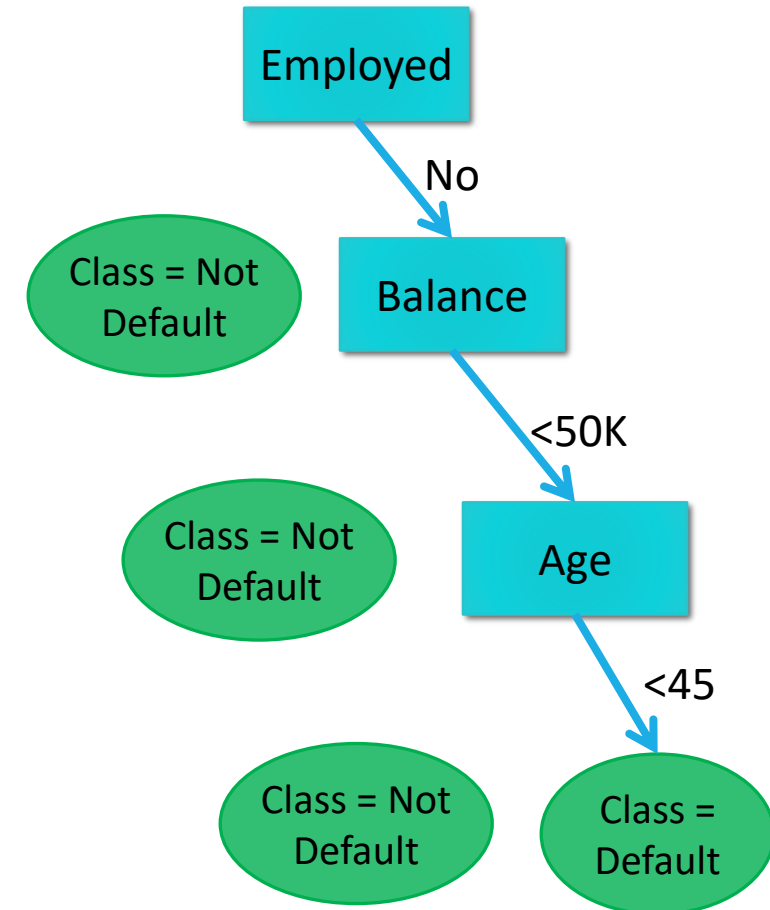 Employed
No
Class = Not
Default
Balance
<50K
Class = Not
Default
Age
<45
Class = Not
Default
Class =
Default